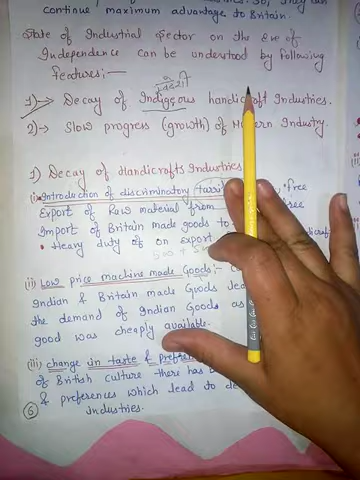 continue maximum advantage to Britain.
State of Industrial Sector on the eve of
Independence can be understood by following
features:-
1) → Decay of Indigeous handicraft Industries.
2) → Slow progress (growth) of Modern Industry.
1) Decay of Handicrafts Industries
(i) Introduction of discriminatory free
Export of Raw material from
Import of Britain made goods to
• Heavy duty of on export
(ii) Low price machine made Goods :-
Indian & Britain made Goods
the demand of Indian Goods as
good was cheaply available.
(iii) change in taste &
of British culture there has
& preferences which lead to
industries.
6